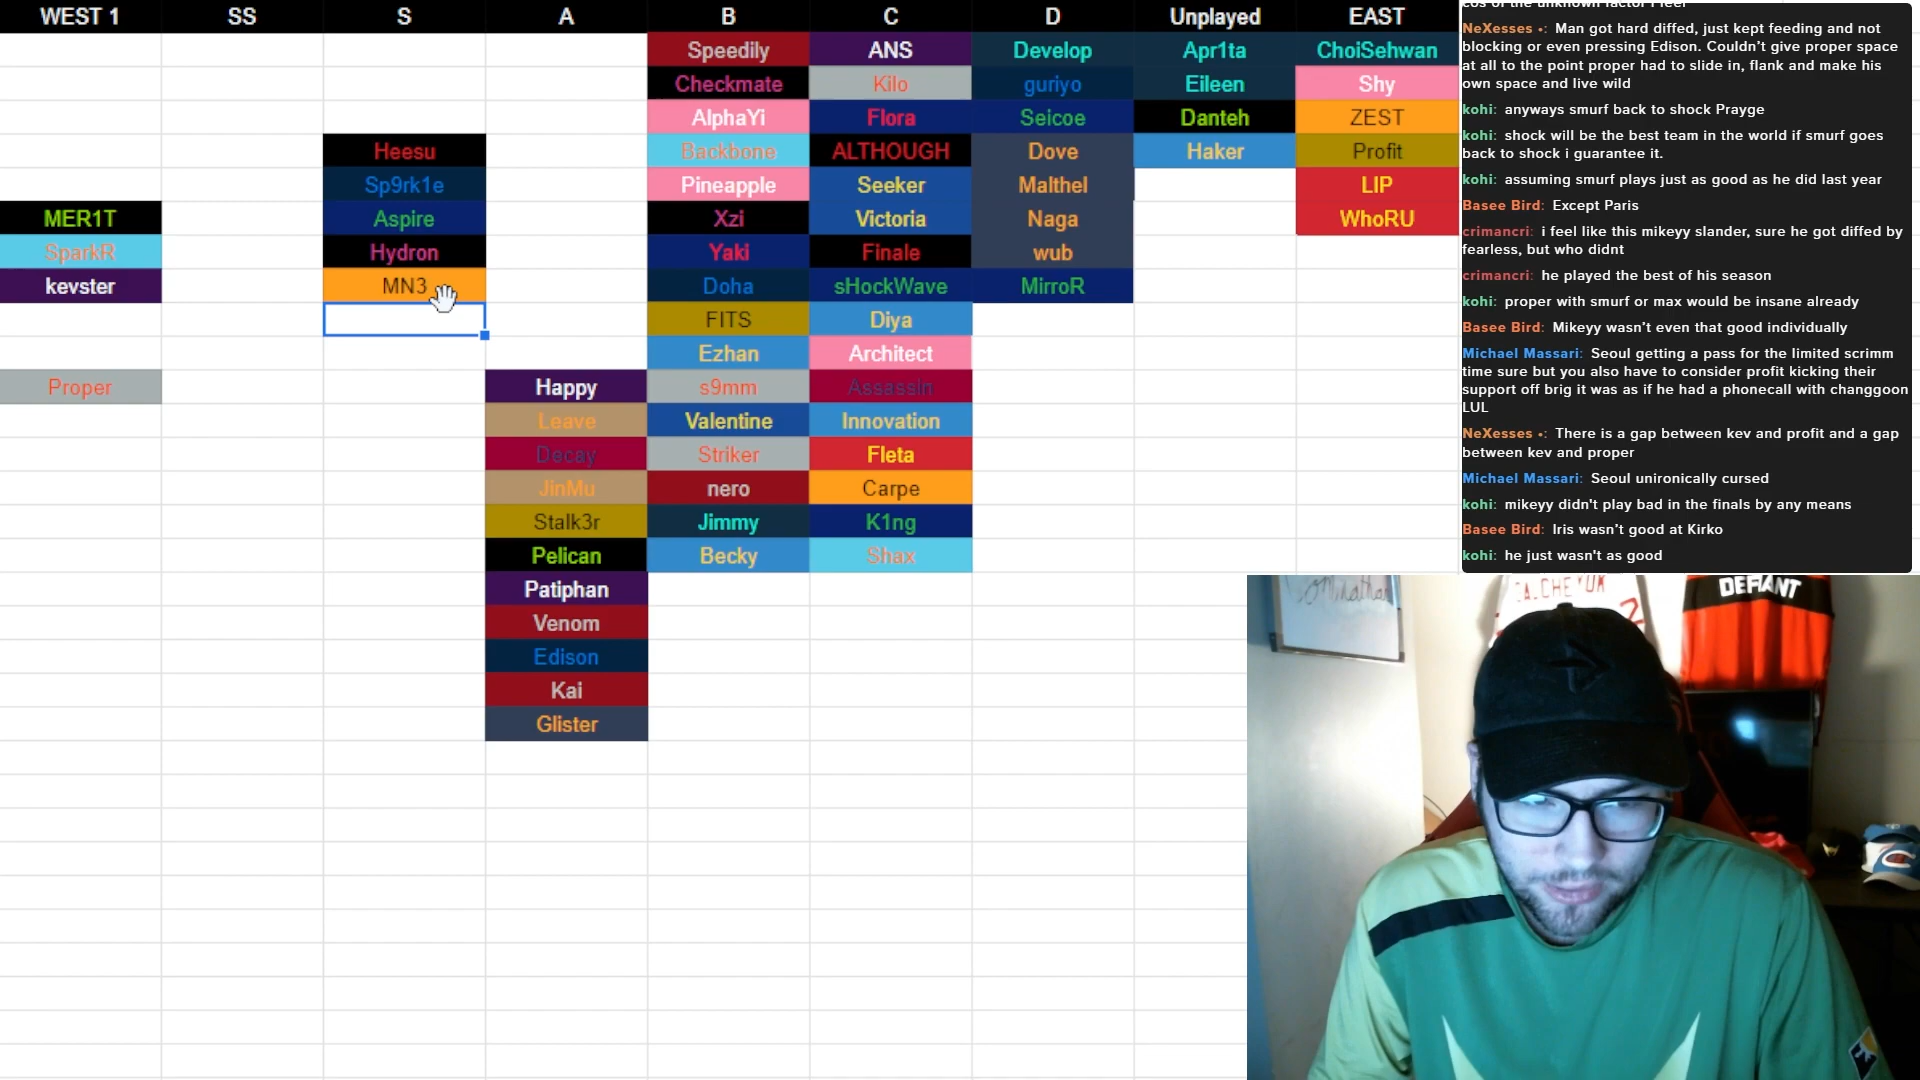 WEST 1 SS S A B C D Unplayed EAST
Speedily ANS Develop Apr1ta ChoiSehwan
Checkmate Kilo guriyo Eileen Shy
AlphaYi Flora Seicoe Danteh ZEST
Heesu Backbone ALTHOUGH Dove Haker Profit
Sp9rk1e Pineapple Seeker Malthel LIP
MER1T Aspire Xzi Victoria Naga WhoRU
SparkR Hydron Yaki Finale wub
kevster MN3 Doha sHockWave MirroR
FITS Diya
Ezhan Architect
Proper Happy s9mm Assassin
Leave Valentine Innovation
Decay Striker Fleta
JinMu nero Carpe
Stalk3r Jimmy K1ng
Pelican Becky Shax
Patiphan
Venom
Edison
Kai
Glister
NeXesses •: Man got hard diffed, just kept feeding and not
blocking or even pressing Edison. Couldn't give proper space
at all to the point proper had to slide in, flank and make his
own space and live wild
kohi: anyways smurf back to shock Prayge
kohi: shock will be the best team in the world if smurf goes
back to shock i guarantee it.
kohi: assuming smurf plays just as good as he did last year
Basee Bird: Except Paris
crimancri: i feel like this mikeyy slander, sure he got diffed by
fearless, but who didnt
crimancri: he played the best of his season
kohi: proper with smurf or max would be insane already
Basee Bird: Mikeyy wasn't even that good individually
Michael Massari: Seoul getting a pass for the limited scrimm
time sure but you also have to consider profit kicking their
support off brig it was as if he had a phonecall with changgoon
LUL
NeXesses •: There is a gap between kev and profit and a gap
between kev and proper
Michael Massari: Seoul unironically cursed
kohi: mikeyy didn't play bad in the finals by any means
Basee Bird: Iris wasn't good at Kirko
kohi: he just wasn't as good
DEFIANT